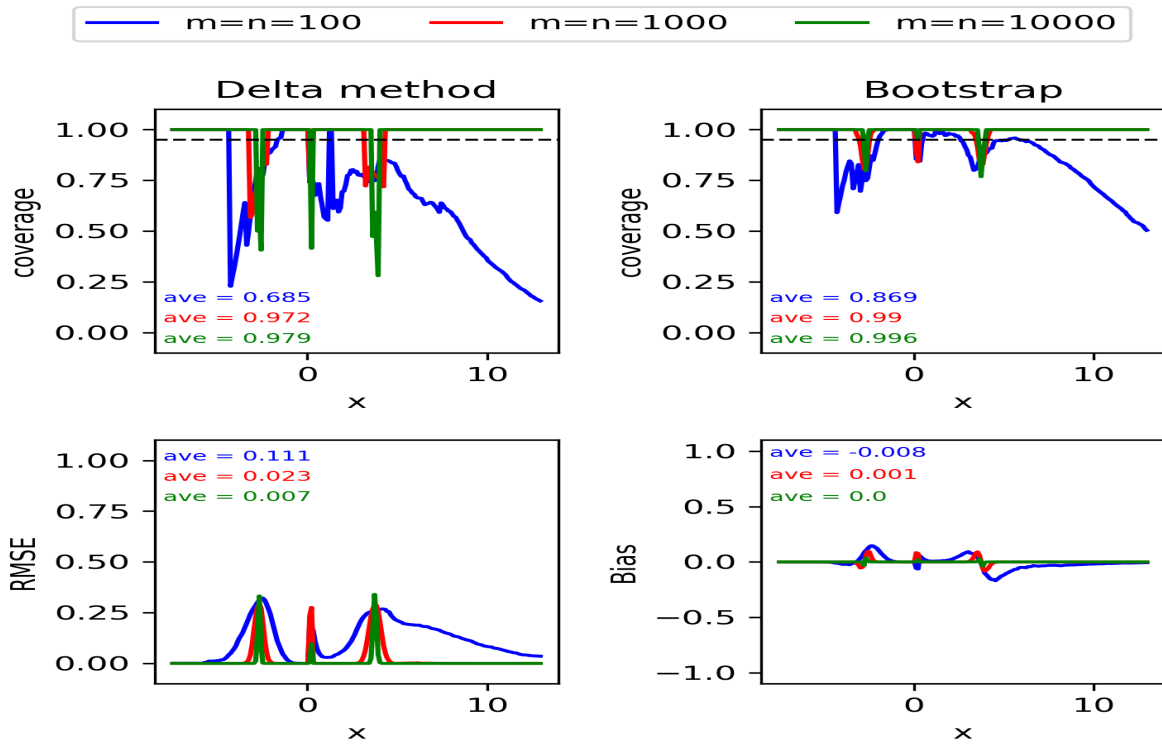 m=n=100 m=n=1000 m=n=10000
Delta method
1.00
0.75
0.50
0.25
0.00
coverage
ave = 0.685
ave = 0.972
ave = 0.979
0 10
x
Bootstrap
1.00
0.75
0.50
0.25
0.00
coverage
ave = 0.869
ave = 0.99
ave = 0.996
0 10
x
1.00
0.75
0.50
0.25
0.00
RMSE
ave = 0.111
ave = 0.023
ave = 0.007
0 10
x
1.0
0.5
0.0
−0.5
−1.0
Bias
ave = -0.008
ave = 0.001
ave = 0.0
0 10
x